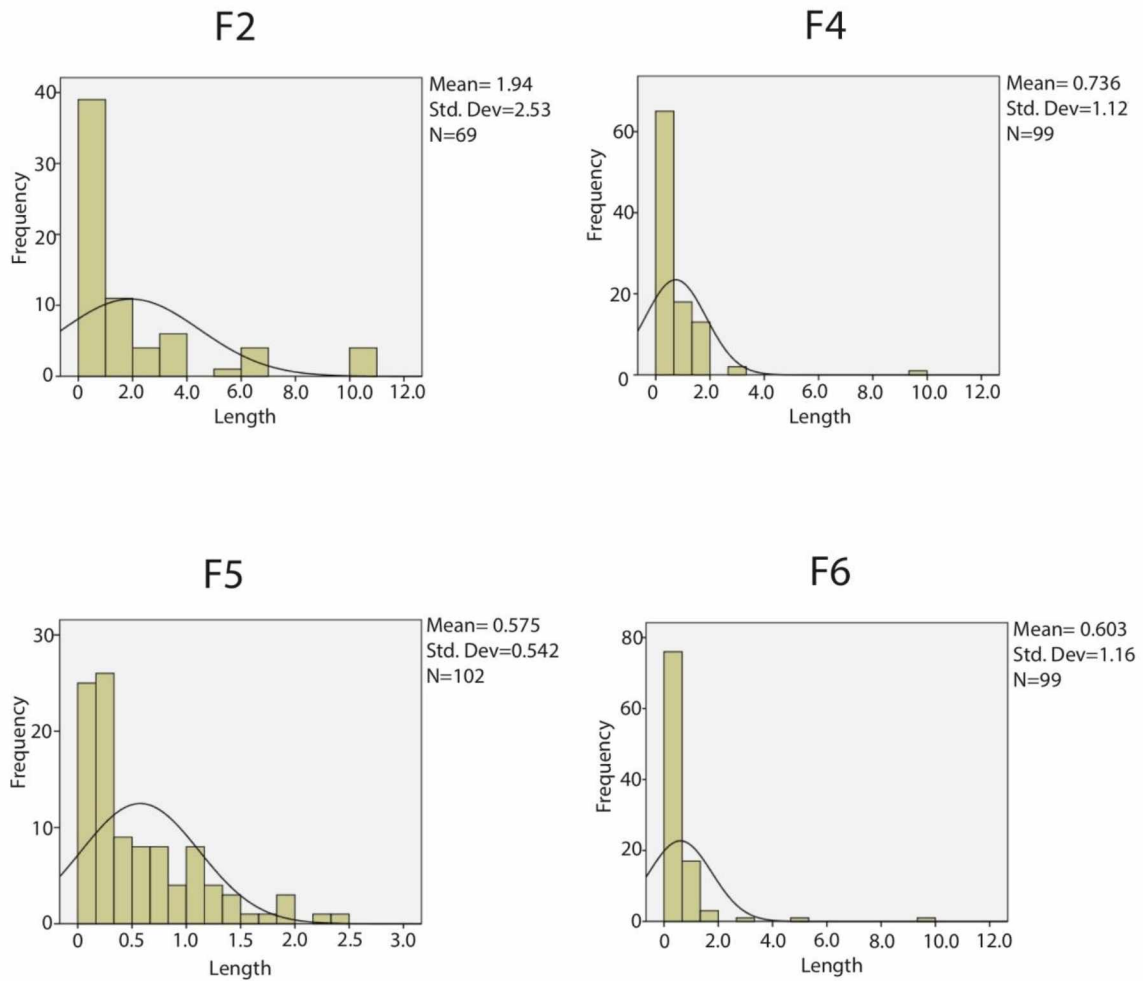 F2
Mean= 1.94
Std. Dev=2.53
N=69
40
30
20
10
0
Frequency
0 2.0 4.0 6.0 8.0 10.0 12.0
Length
F4
Mean= 0.736
Std. Dev=1.12
N=99
60
40
20
0
Frequency
0 2.0 4.0 6.0 8.0 10.0 12.0
Length
F5
Mean= 0.575
Std. Dev=0.542
N=102
30
20
10
0
Frequency
0 0.5 1.0 1.5 2.0 2.5 3.0
Length
F6
Mean= 0.603
Std. Dev=1.16
N=99
80
60
40
20
0
Frequency
0 2.0 4.0 6.0 8.0 10.0 12.0
Length